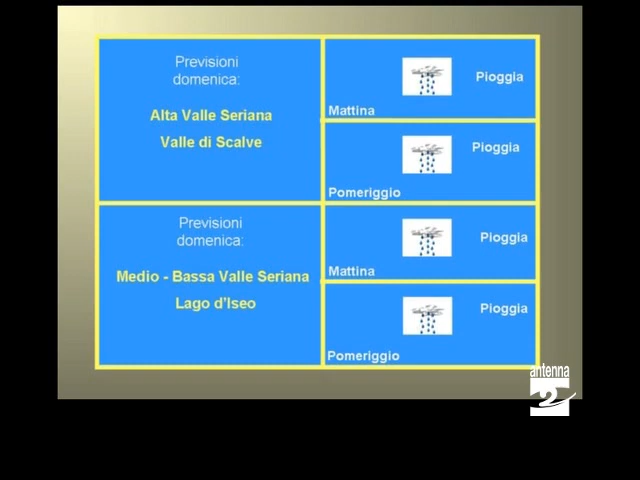 Previsioni
domenica:
Alta Valle Seriana
Valle di Scalve
Pioggia
Mattina
Pioggia
Pomeriggio
Previsioni
domenica:
Medio - Bassa Valle Seriana
Lago d'Iseo
Pioggia
Mattina
Pioggia
Pomeriggio
antenna
2